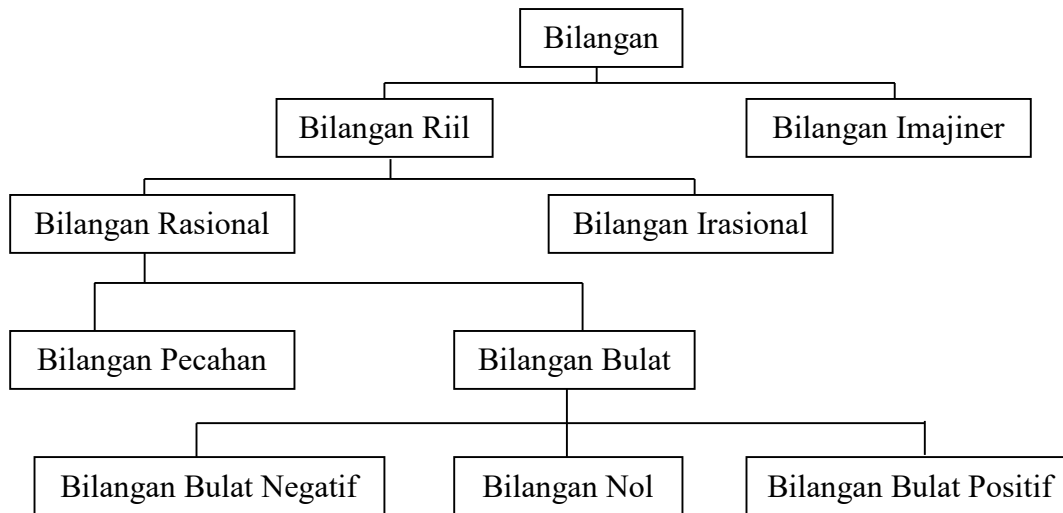 Bilangan
Bilangan Riil
Bilangan Imajiner
Bilangan Rasional
Bilangan Irasional
Bilangan Pecahan
Bilangan Bulat
Bilangan Bulat Negatif
Bilangan Nol
Bilangan Bulat Positif